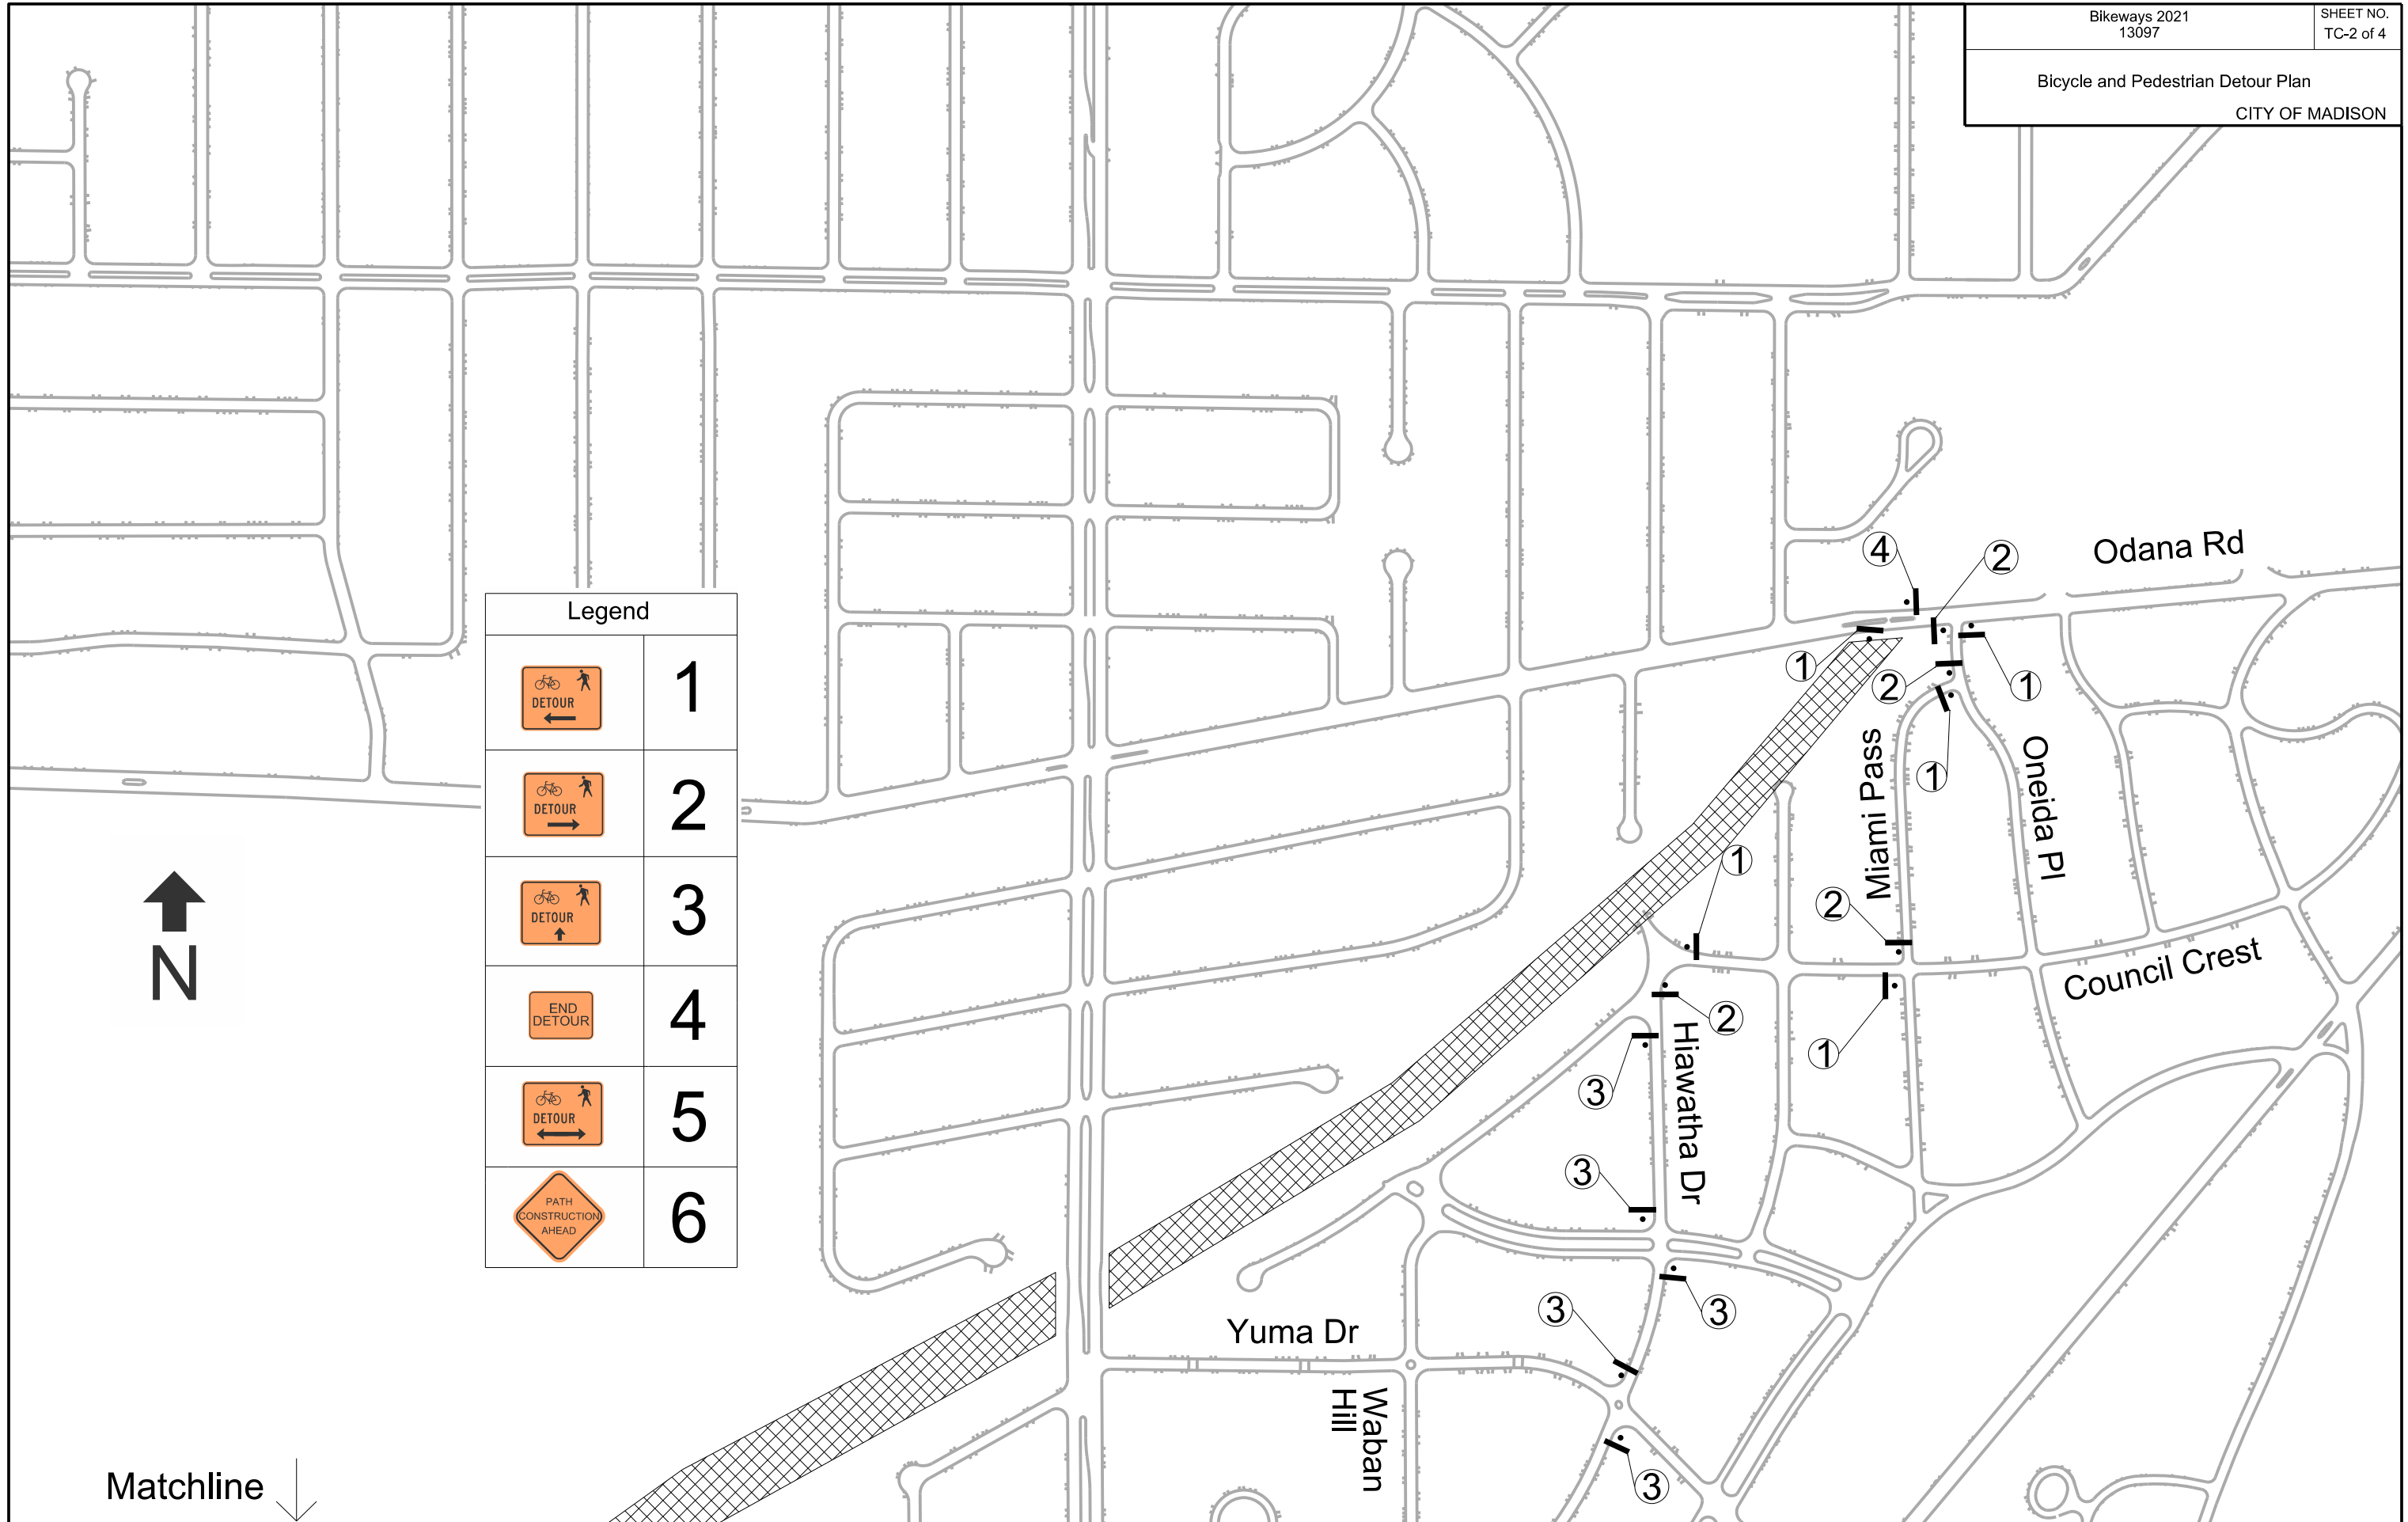 Bikeways 2021
13097
SHEET NO.
TC-2 of 4
Bicycle and Pedestrian Detour Plan
CITY OF MADISON
Odana Rd
4
2
1
2
1
1
Miami Pass
Oneida Pl
Legend
DETOUR
1
DETOUR
2
DETOUR
3
END
DETOUR
4
DETOUR
5
PATH
CONSTRUCTION
AHEAD
6
N
1
2
Council Crest
2
1
3
Hiawatha Dr
3
3
3
Yuma Dr
Waban
Hill
3
Matchline